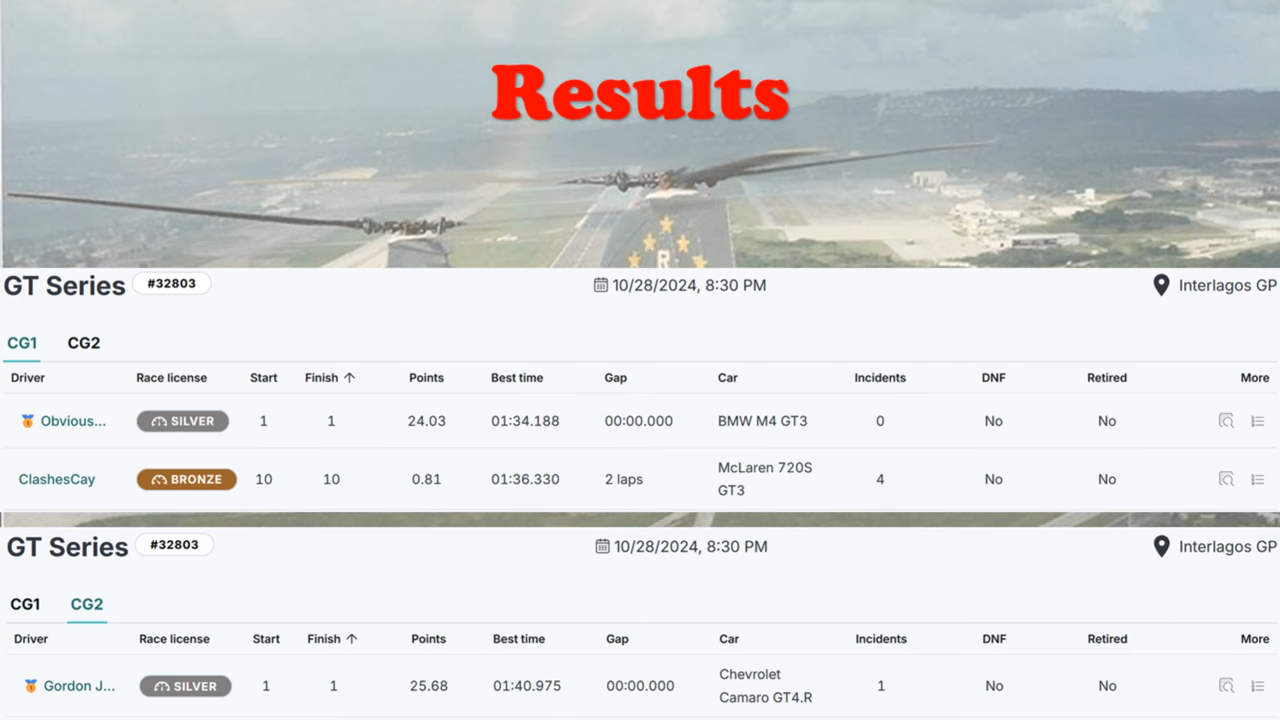 Results
R
GT Series #32803 10/28/2024, 8:30 PM Interlagos GP
CG1 CG2
Driver Race license Start Finish ↑ Points Best time Gap Car Incidents DNF Retired More
Obvious... SILVER 1 1 24.03 01:34.188 00:00.000 BMW M4 GT3 0 No No
ClashesCay BRONZE 10 10 0.81 01:36.330 2 laps McLaren 720S GT3 4 No No
GT Series #32803 10/28/2024, 8:30 PM Interlagos GP
CG1 CG2
Driver Race license Start Finish ↑ Points Best time Gap Car Incidents DNF Retired More
Gordon J... SILVER 1 1 25.68 01:40.975 00:00.000 Chevrolet Camaro GT4.R 1 No No